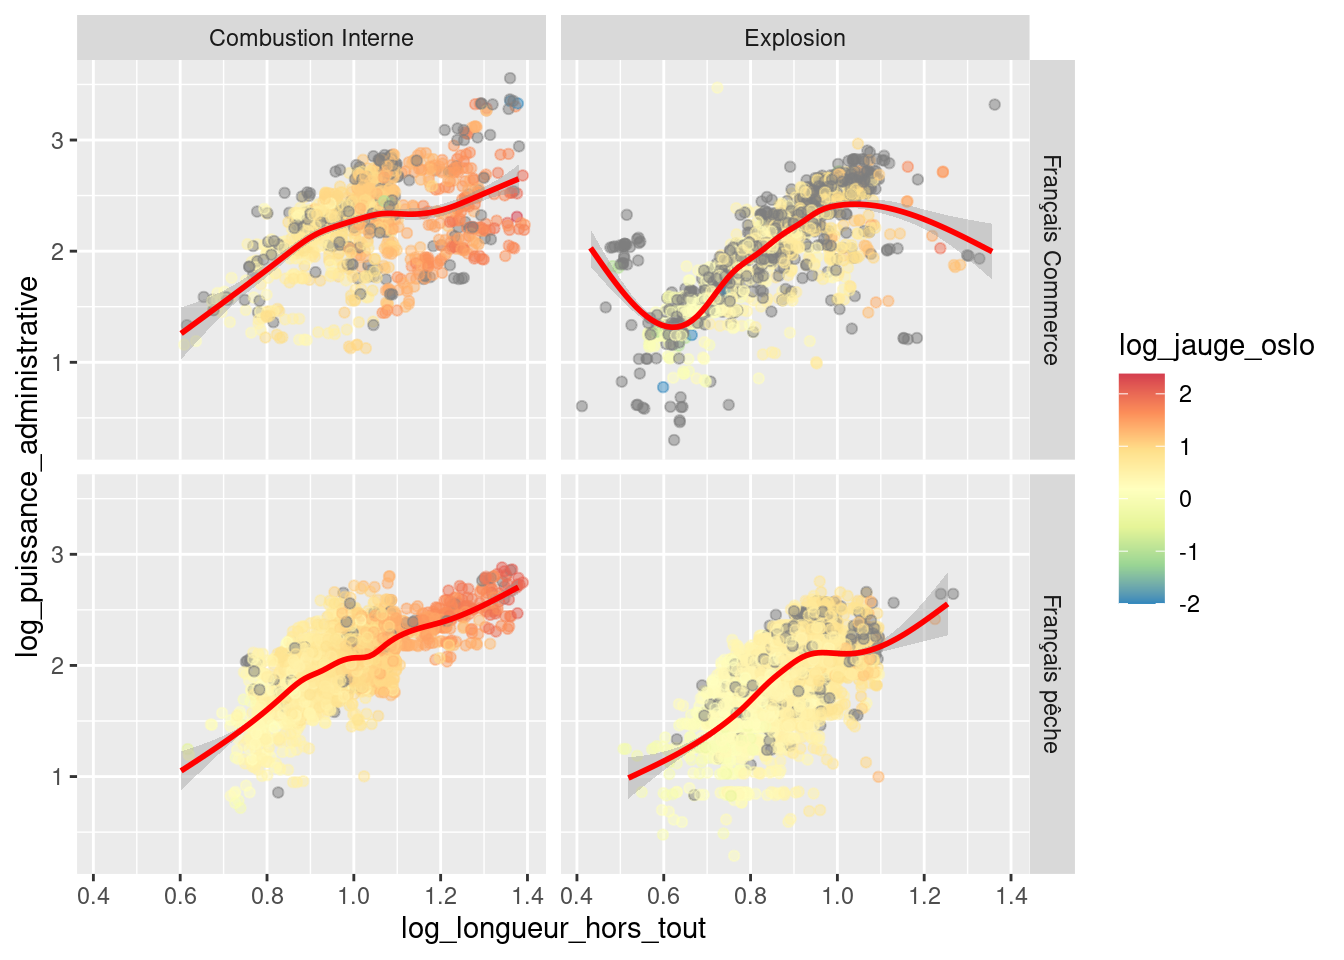 Combustion Interne
Explosion
3
2
1
Français Commerce
3
2
1
Français pêche
0.4 0.6 0.8 1.0 1.2 1.4
0.4 0.6 0.8 1.0 1.2 1.4
log_longueur_hors_tout
log_puissance_administrative
log_jauge_oslo
2
1
0
-1
-2